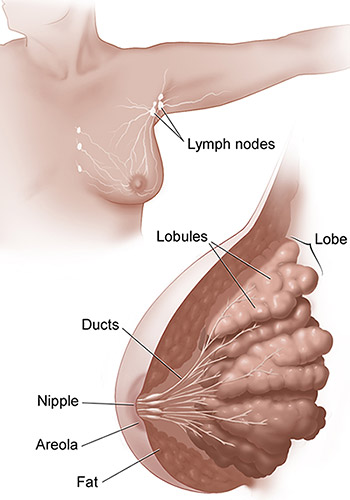 Lymph nodes
Lobules
Lobe
Ducts
Nipple
Areola
Fat